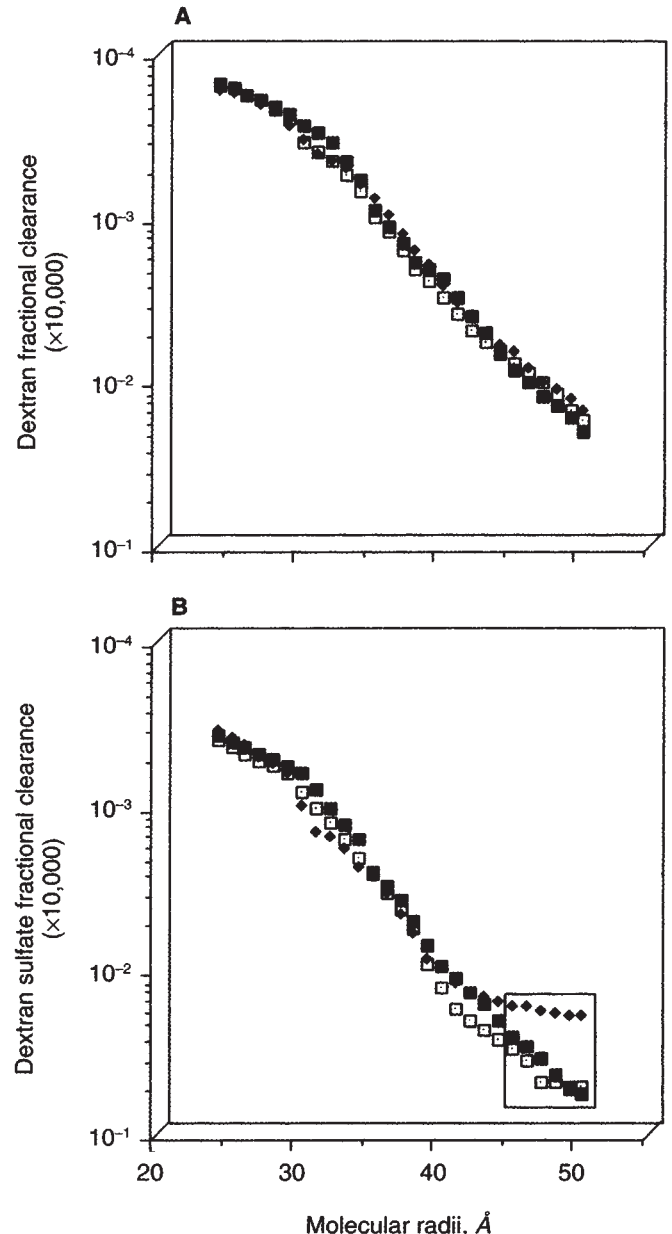 A
Dextran fractional clearance
(×10,000)
10⁻⁴
10⁻³
10⁻²
10⁻¹
B
Dextran sulfate fractional clearance
(×10,000)
10⁻⁴
10⁻³
10⁻²
10⁻¹
20 30 40 50
Molecular radii. Å